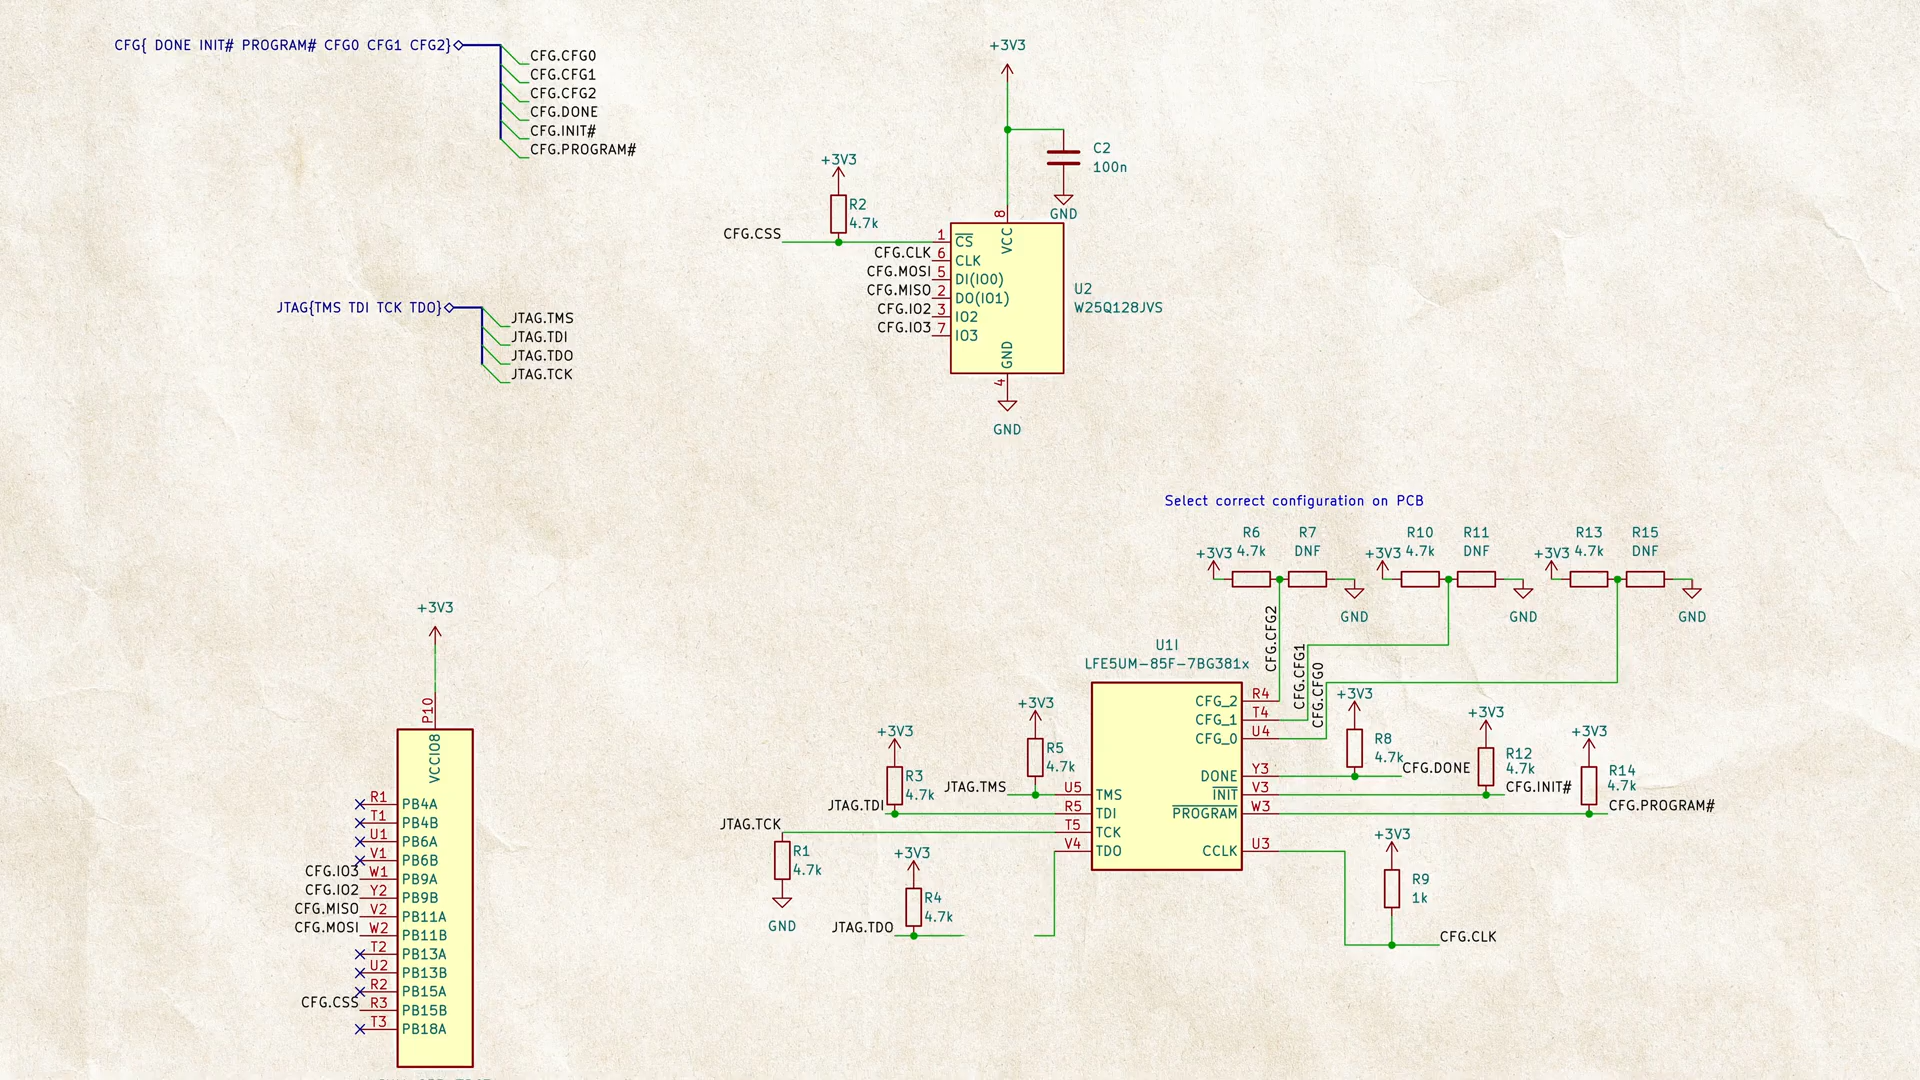 CFG{ DONE INIT# PROGRAM# CFG0 CFG1 CFG2}
CFG.CFG0
CFG.CFG1
CFG.CFG2
CFG.DONE
CFG.INIT#
CFG.PROGRAM#
JTAG{TMS TDI TCK TDO}
JTAG.TMS
JTAG.TDI
JTAG.TDO
JTAG.TCK
+3V3
C2
100n
GND
+3V3
R2
4.7k
CFG.CSS
CFG.CLK
CFG.MOSI
CFG.MISO
CFG.IO2
CFG.IO3
1
6
5
2
3
7
8
4
CS
CLK
DI(IO0)
DO(IO1)
IO2
IO3
VCC
GND
U2
W25Q128JVS
GND
Select correct configuration on PCB
R6
4.7k
+3V3
R7
DNF
GND
R10
4.7k
+3V3
R11
DNF
GND
R13
4.7k
+3V3
R15
DNF
GND
CFG.CFG2
CFG.CFG1
CFG.CFG0
U1I
LFE5UM-85F-7BG381x
CFG_2
CFG_1
CFG_0
DONE
INIT
PROGRAM
CCLK
R4
T4
U4
Y3
V3
W3
U3
TMS
TDI
TCK
TDO
U5
R5
T5
V4
+3V3
R8
4.7k
CFG.DONE
+3V3
R12
4.7k
CFG.INIT#
+3V3
R14
4.7k
CFG.PROGRAM#
+3V3
R9
1k
CFG.CLK
+3V3
R5
4.7k
JTAG.TMS
+3V3
R3
4.7k
JTAG.TDI
JTAG.TCK
R1
4.7k
GND
+3V3
R4
4.7k
JTAG.TDO
+3V3
P10
VCCIO8
R1 PB4A
T1 PB4B
U1 PB6A
V1 PB6B
CFG.IO3 W1 PB9A
CFG.IO2 Y2 PB9B
CFG.MISO V2 PB11A
CFG.MOSI W2 PB11B
T2 PB13A
U2 PB13B
R2 PB15A
CFG.CSS R3 PB15B
T3 PB18A